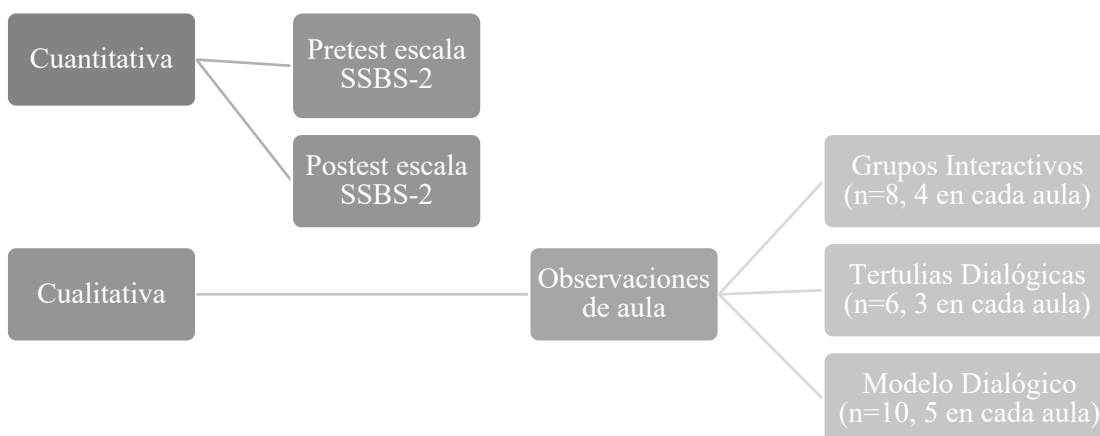 Cuantitativa
Pretest escala
SSBS-2
Postest escala
SSBS-2
Cualitativa
Observaciones
de aula
Grupos Interactivos
(n=8, 4 en cada aula)
Tertulias Dialógicas
(n=6, 3 en cada aula)
Modelo Dialógico
(n=10, 5 en cada aula)